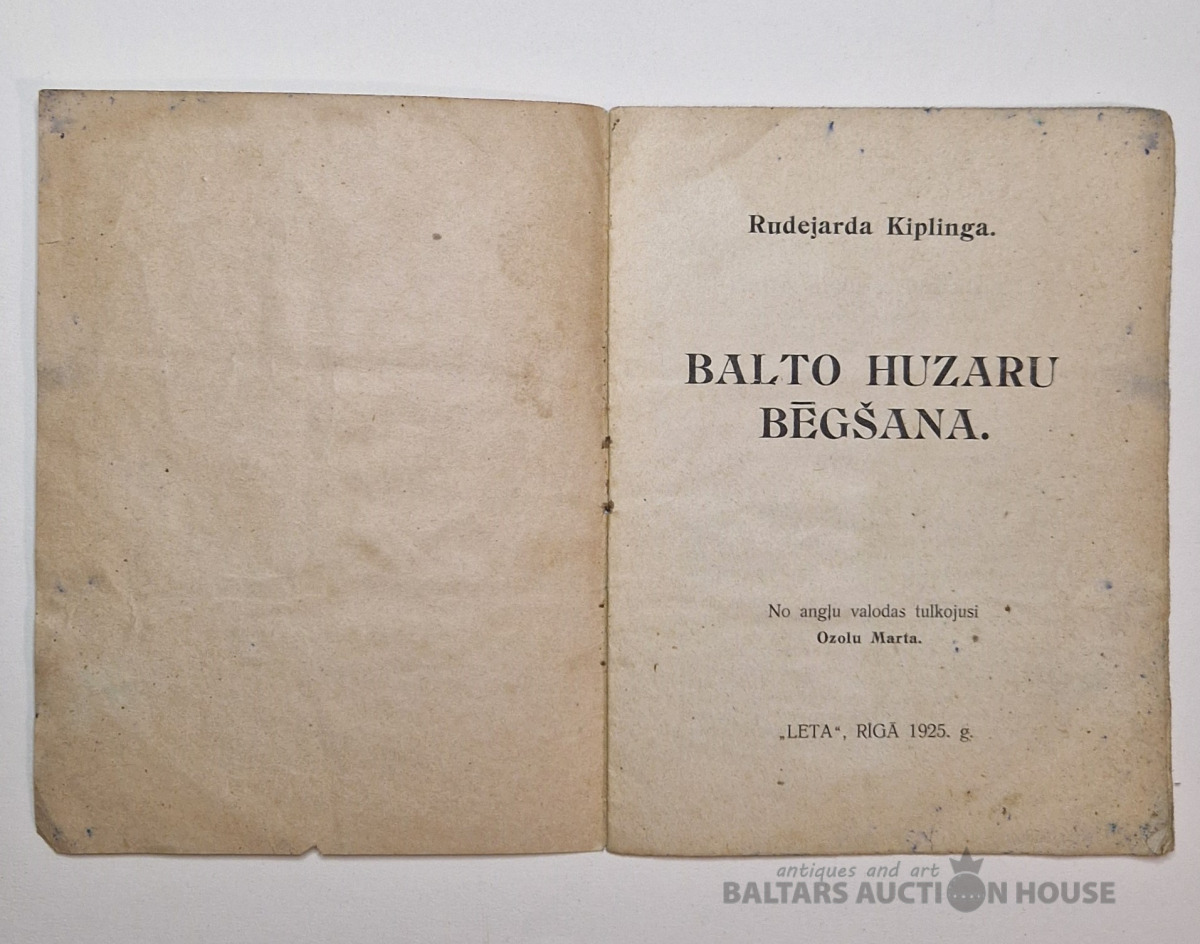 Rudejarda Kiplinga.
BALTO HUZARU
BĒGŠANA.
No angļu valodas tulkojusi
Ozolu Marta.
„LETA“, RĪGĀ 1925. g.
antiques and art
BALTARS AUCTION HOUSE